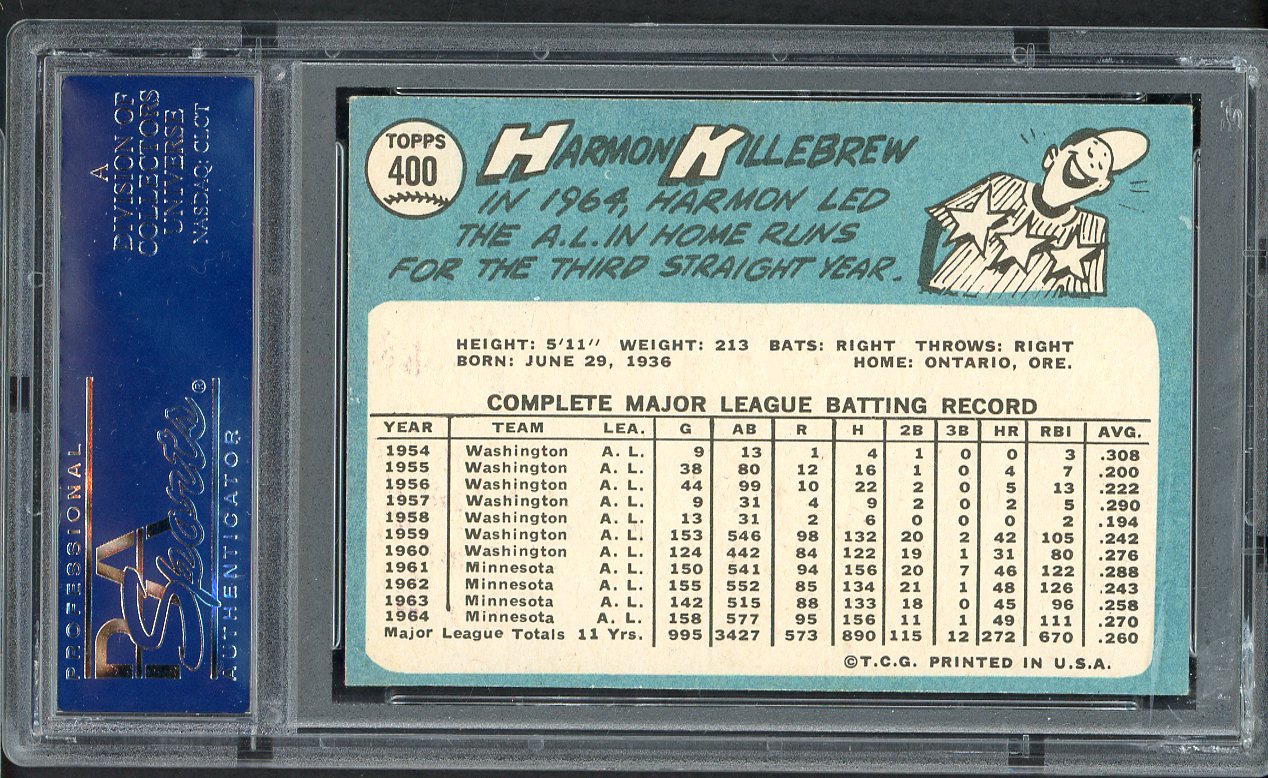 A
DIVISION OF
COLLECTORS
UNIVERSE
NASDAQ: CLCT
PROFESSIONAL
PSA
Sports®
AUTHENTICATOR
TOPPS
400
HARMON KILLEBREW
IN 1964, HARMON LED
THE A.L. IN HOME RUNS
FOR THE THIRD STRAIGHT YEAR.
HEIGHT: 5'11" WEIGHT: 213 BATS: RIGHT THROWS: RIGHT
BORN: JUNE 29, 1936 HOME: ONTARIO, ORE.
COMPLETE MAJOR LEAGUE BATTING RECORD
YEAR TEAM LEA. G AB R H 2B 3B HR RBI AVG.
1954 Washington A. L. 9 13 1 4 1 0 0 3 .308
1955 Washington A. L. 38 80 12 16 1 0 4 7 .200
1956 Washington A. L. 44 99 10 22 2 0 5 13 .222
1957 Washington A. L. 9 31 4 9 2 0 2 5 .290
1958 Washington A. L. 13 31 2 6 0 0 0 2 .194
1959 Washington A. L. 153 546 98 132 20 2 42 105 .242
1960 Washington A. L. 124 442 84 122 19 1 31 80 .276
1961 Minnesota A. L. 150 541 94 156 20 7 46 122 .288
1962 Minnesota A. L. 155 552 85 134 21 1 48 126 .243
1963 Minnesota A. L. 142 515 88 133 18 0 45 96 .258
1964 Minnesota A. L. 158 577 95 156 11 1 49 111 .270
Major League Totals 11 Yrs. 995 3427 573 890 115 12 272 670 .260
©T.C.G. PRINTED IN U.S.A.